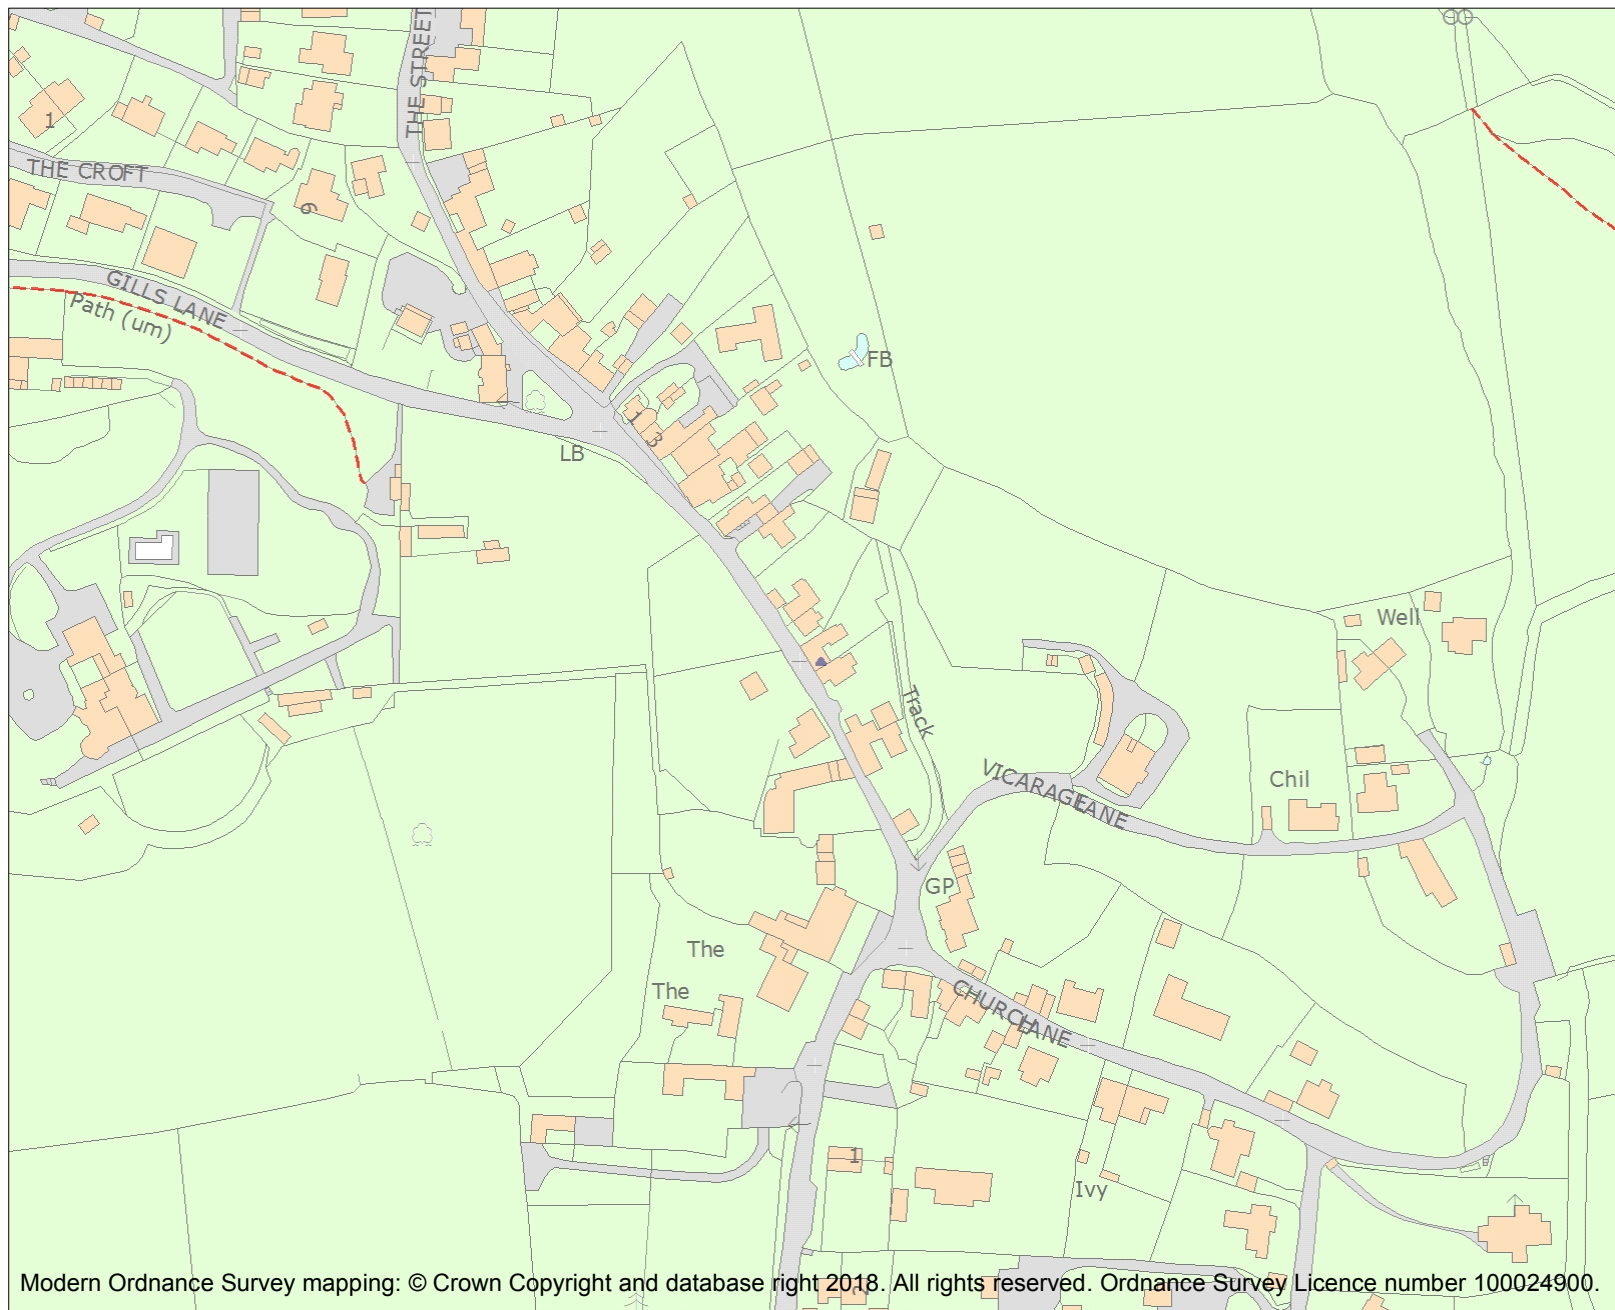 THE STREET
1
THE CROFT
6
GILLS LANE
Path (um)
FB
1
3
LB
Well
Track
VICARAGE LANE
Chil
GP
The
The
CHURCH LANE
1
Ivy
2
Modern Ordnance Survey mapping: © Crown Copyright and database right 2018. All rights reserved. Ordnance Survey Licence number 100024900.